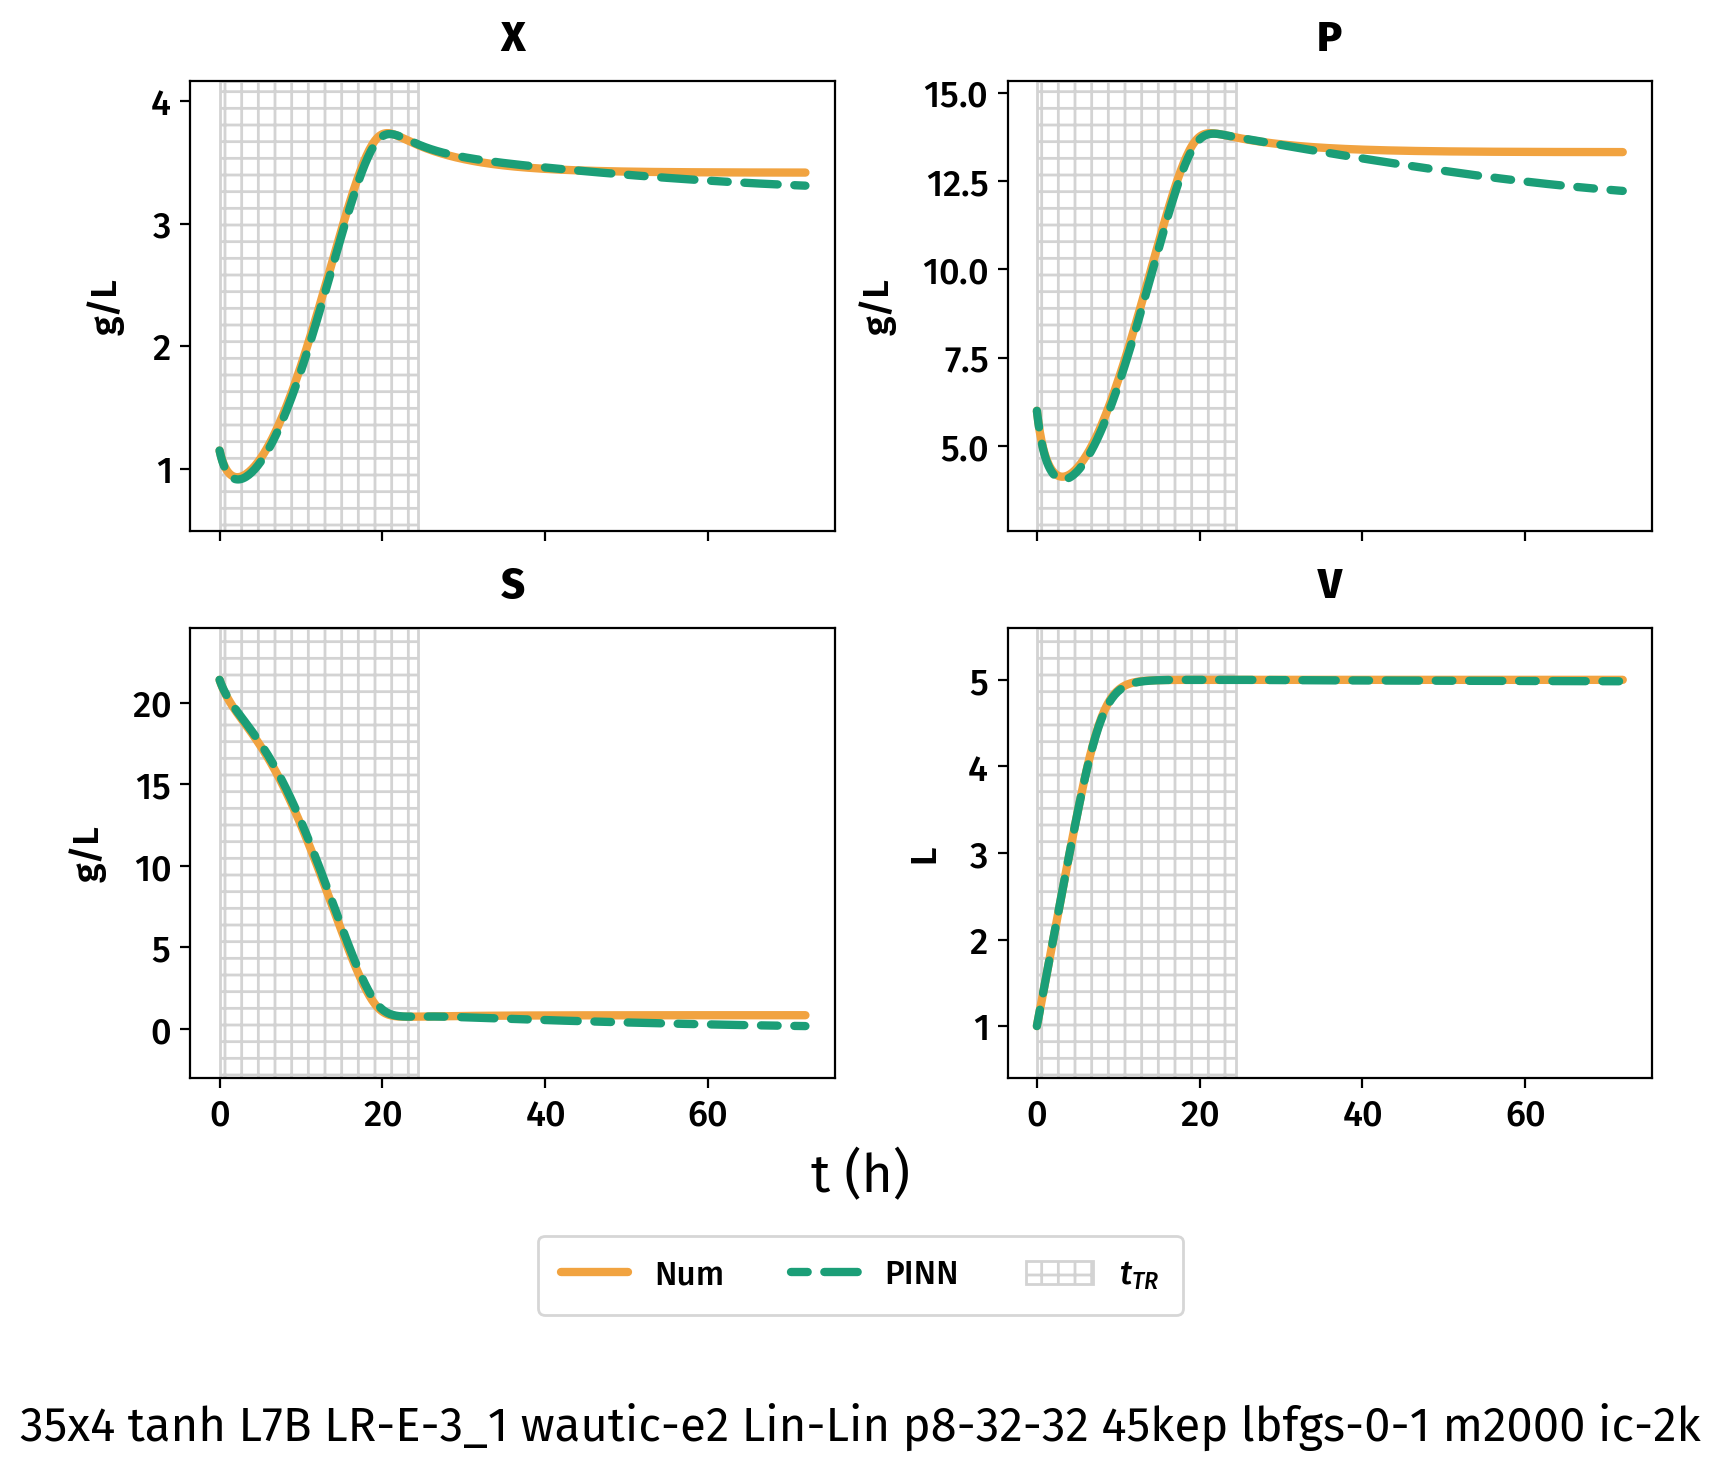 X
4
3
2
1
g/L
P
15.0
12.5
10.0
7.5
5.0
g/L
S
20
15
10
5
0
g/L
0 20 40 60
V
5
4
3
2
1
L
0 20 40 60
t (h)
Num PINN tTR
35x4 tanh L7B LR-E-3_1 wautic-e2 Lin-Lin p8-32-32 45kep lbfgs-0-1 m2000 ic-2k